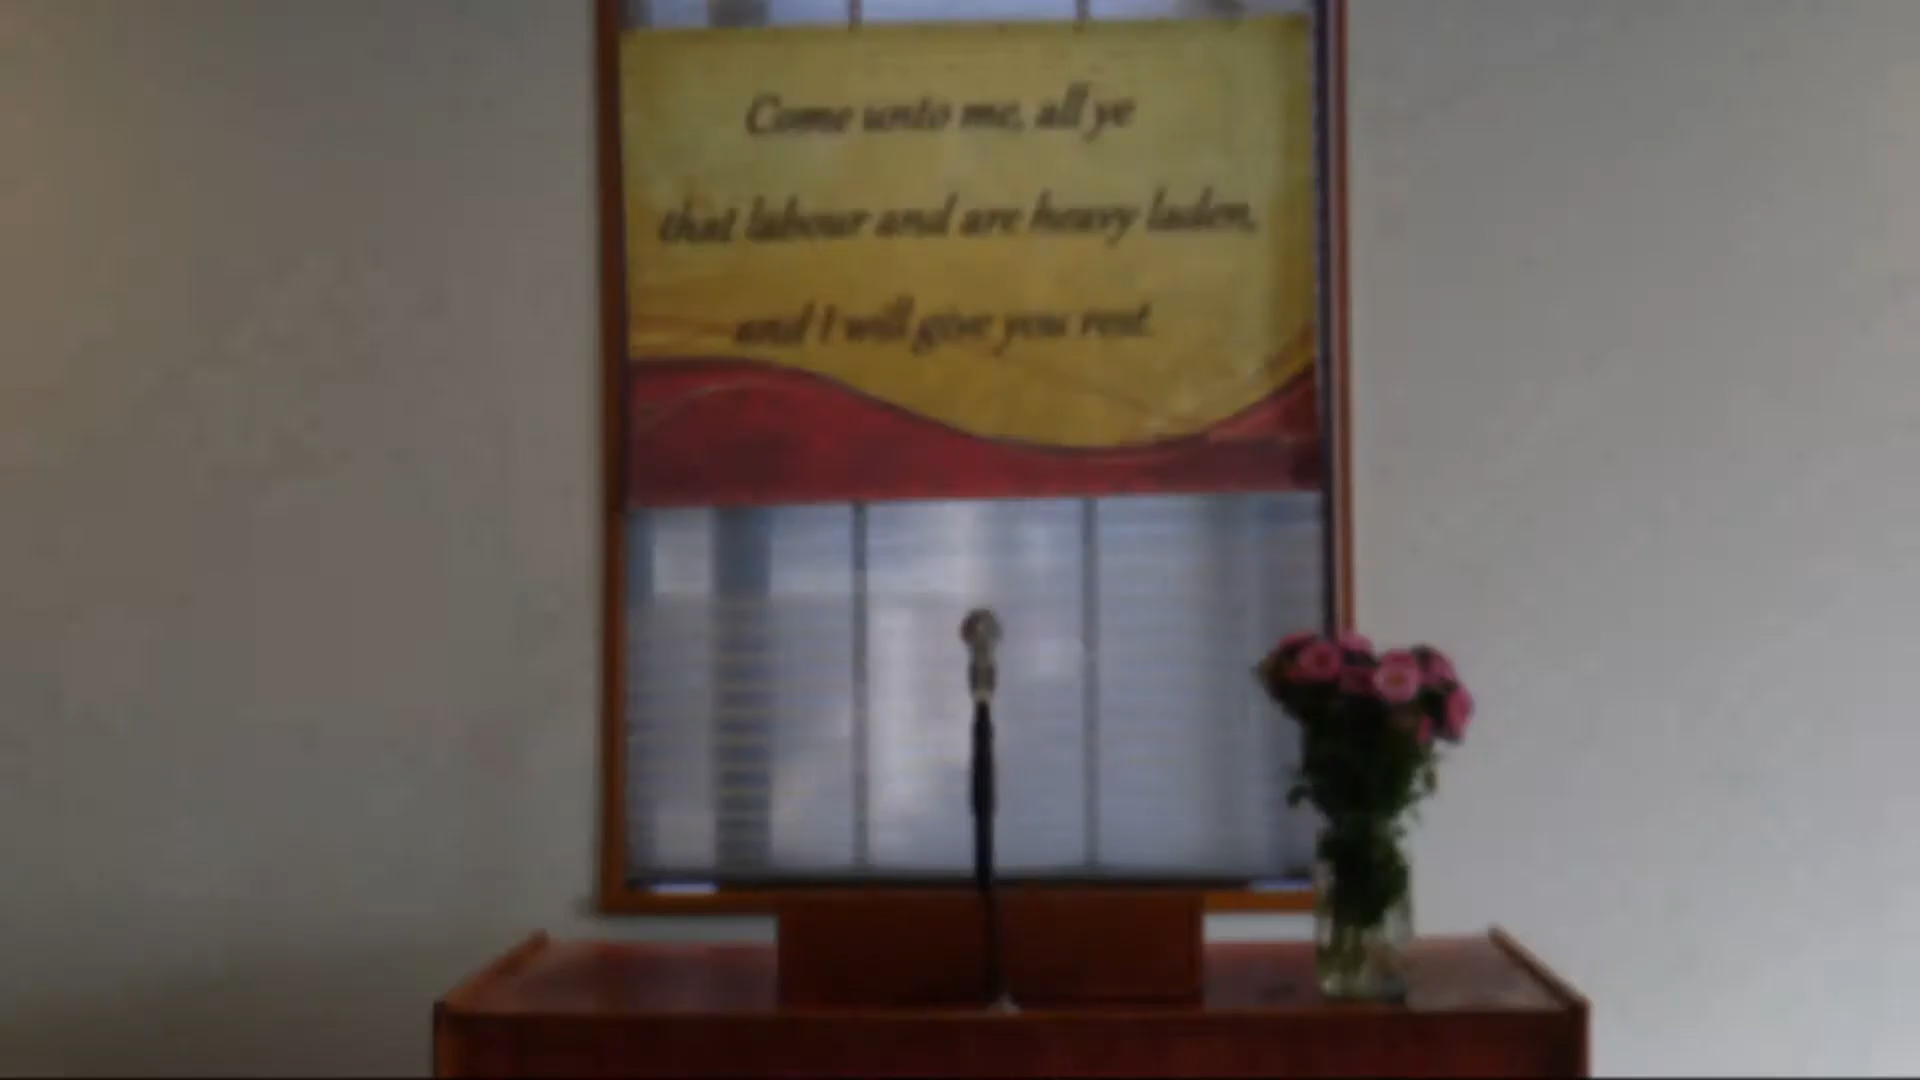 Come unto me, all ye
that labour and are heavy laden,
and I will give you rest.